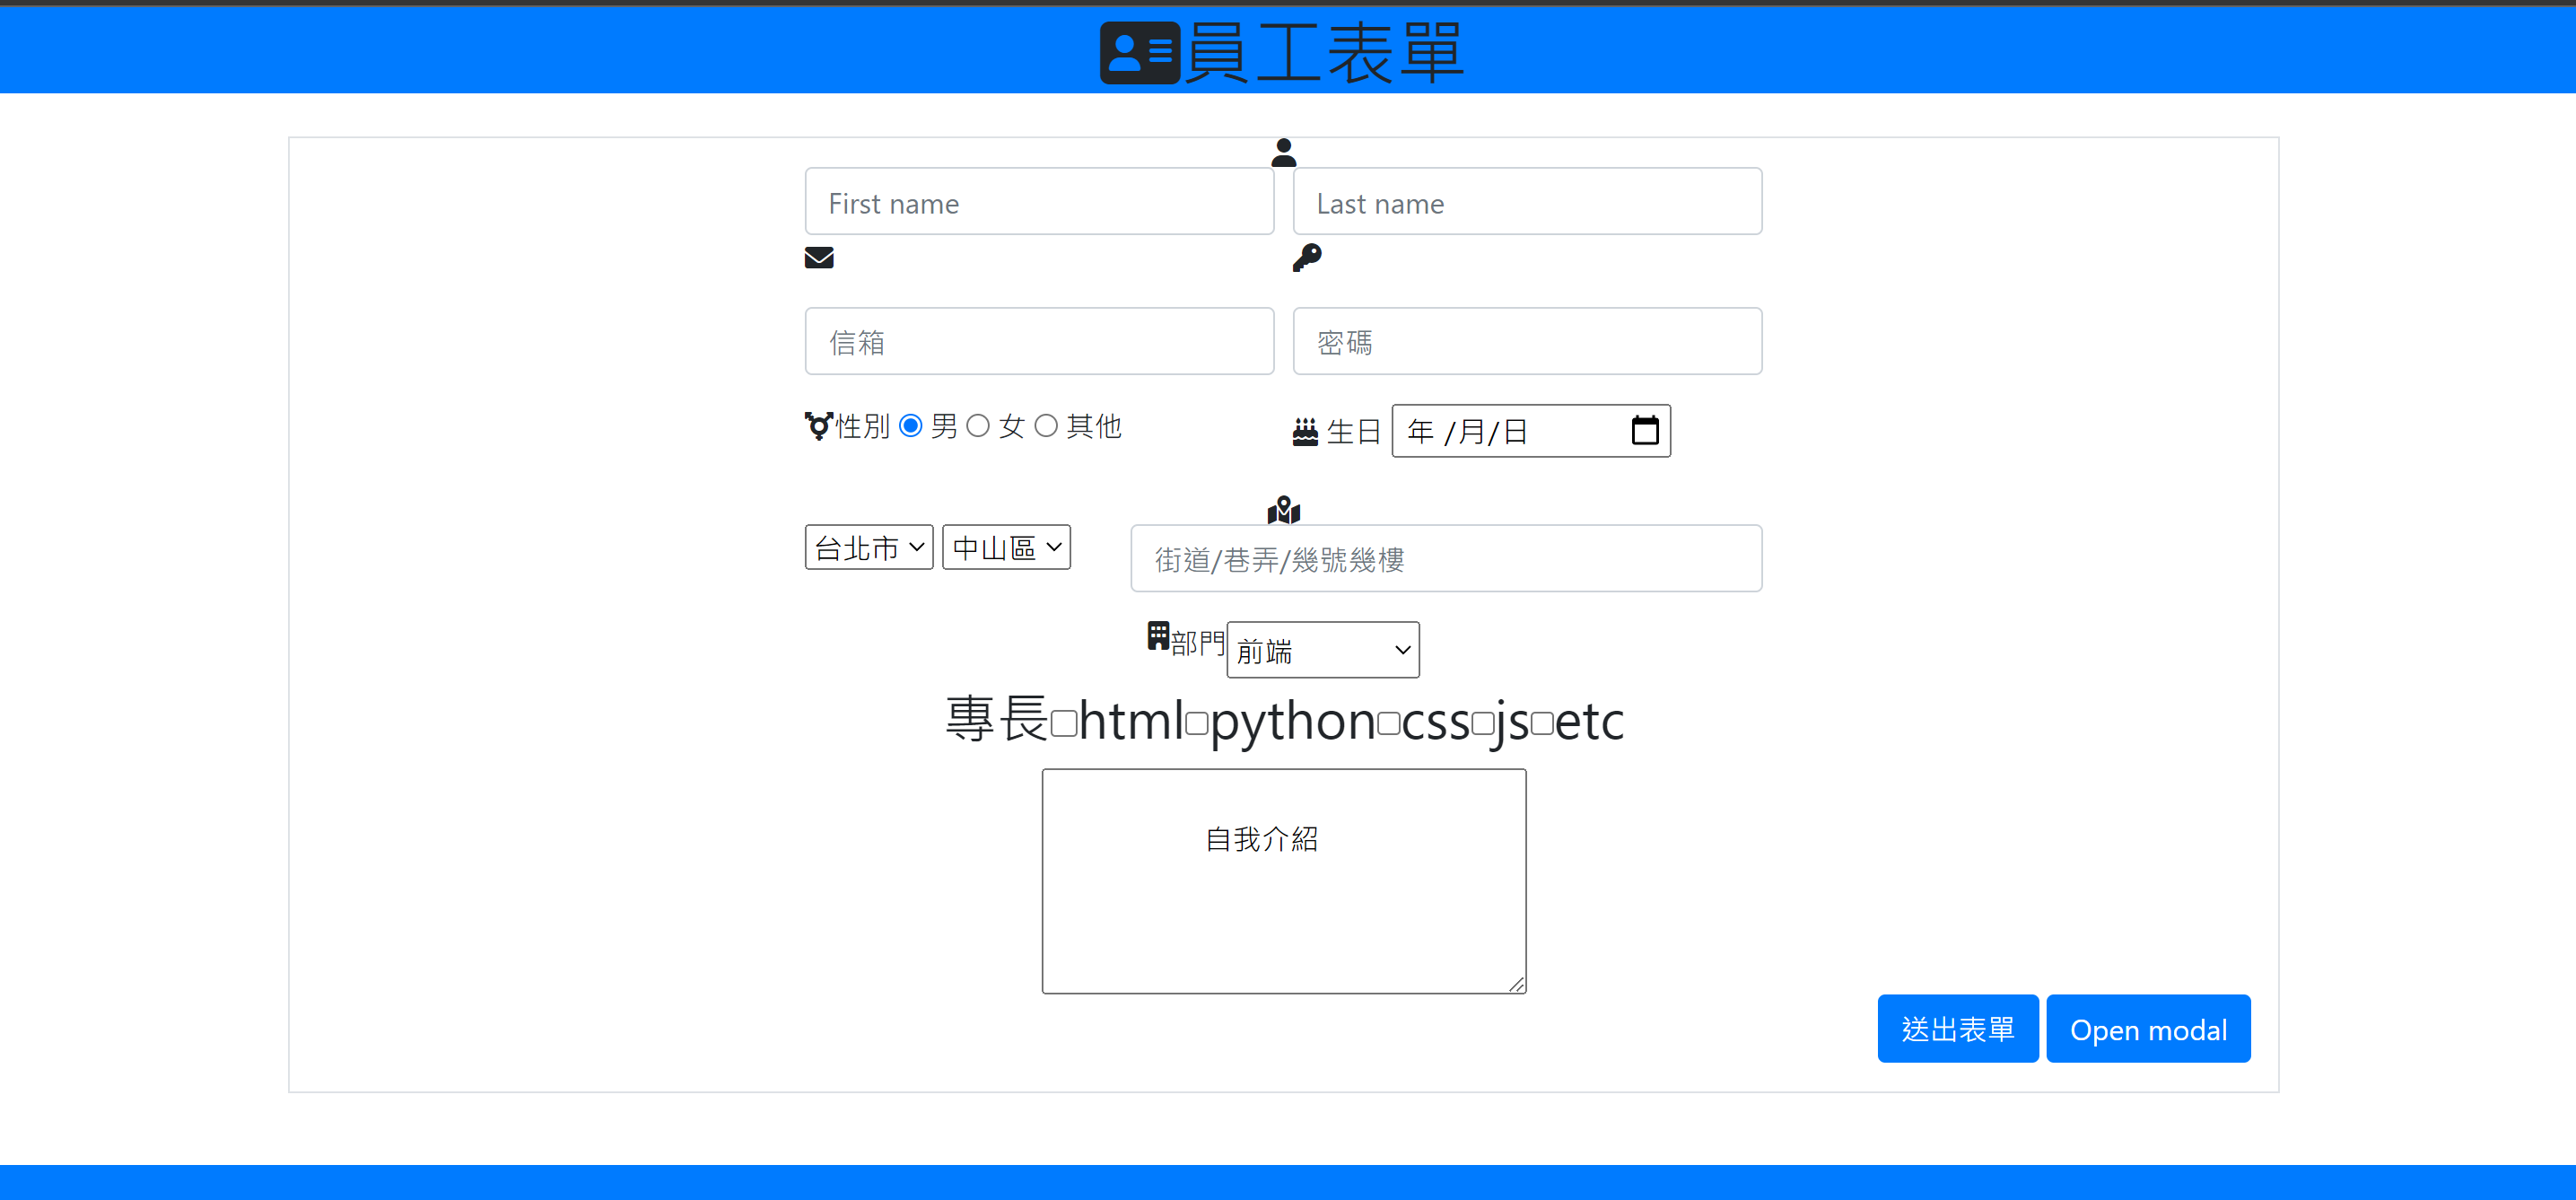 員工表單
First name Last name
信箱 密碼
性別 男 女 其他 生日 年 /月/日
台北市 中山區 街道/巷弄/幾號幾樓
部門 前端
專長 html python css js etc
自我介紹
送出表單 Open modal